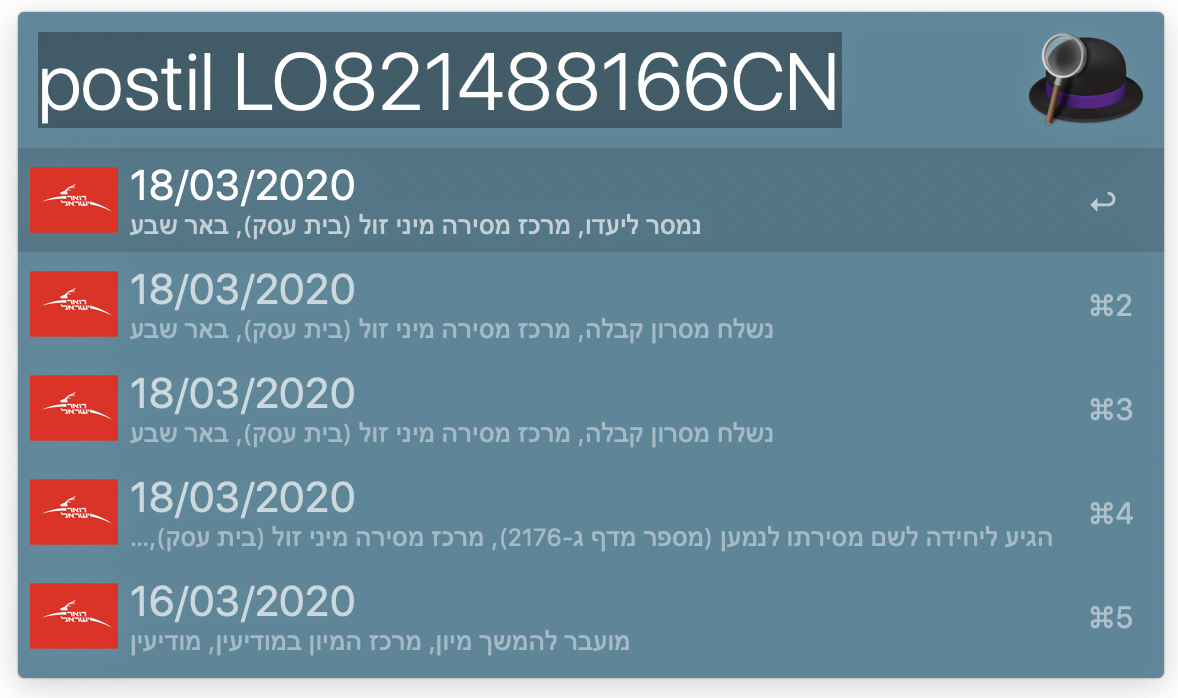 postil LO821488166CN
18/03/2020
נמסר ליעדו, מרכז מסירה מיני זול (בית עסק), באר שבע
↩
18/03/2020
נשלח מסרון קבלה, מרכז מסירה מיני זול (בית עסק), באר שבע
⌘2
18/03/2020
נשלח מסרון קבלה, מרכז מסירה מיני זול (בית עסק), באר שבע
⌘3
18/03/2020
הגיע ליחידה לשם מסירתו לנמען (מספר מדף ג-2176), מרכז מסירה מיני זול (בית עסק),...
⌘4
16/03/2020
מועבר להמשך מיון, מרכז המיון במודיעין, מודיעין
⌘5
דואר
ישראל
דואר
ישראל
דואר
ישראל
דואר
ישראל
דואר
ישראל